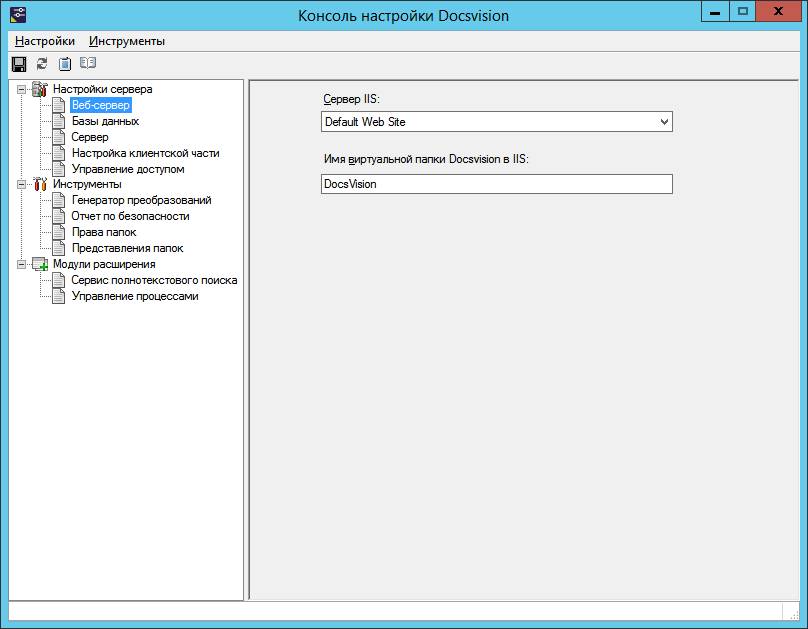 Консоль настройки Docsvision
Настройки Инструменты
Настройки сервера
Веб-сервер
Базы данных
Сервер
Настройка клиентской части
Управление доступом
Инструменты
Генератор преобразований
Отчет по безопасности
Права папок
Представления папок
Модули расширения
Сервис полнотекстового поиска
Управление процессами
Сервер IIS:
Default Web Site
Имя виртуальной папки Docsvision в IIS:
DocsVision